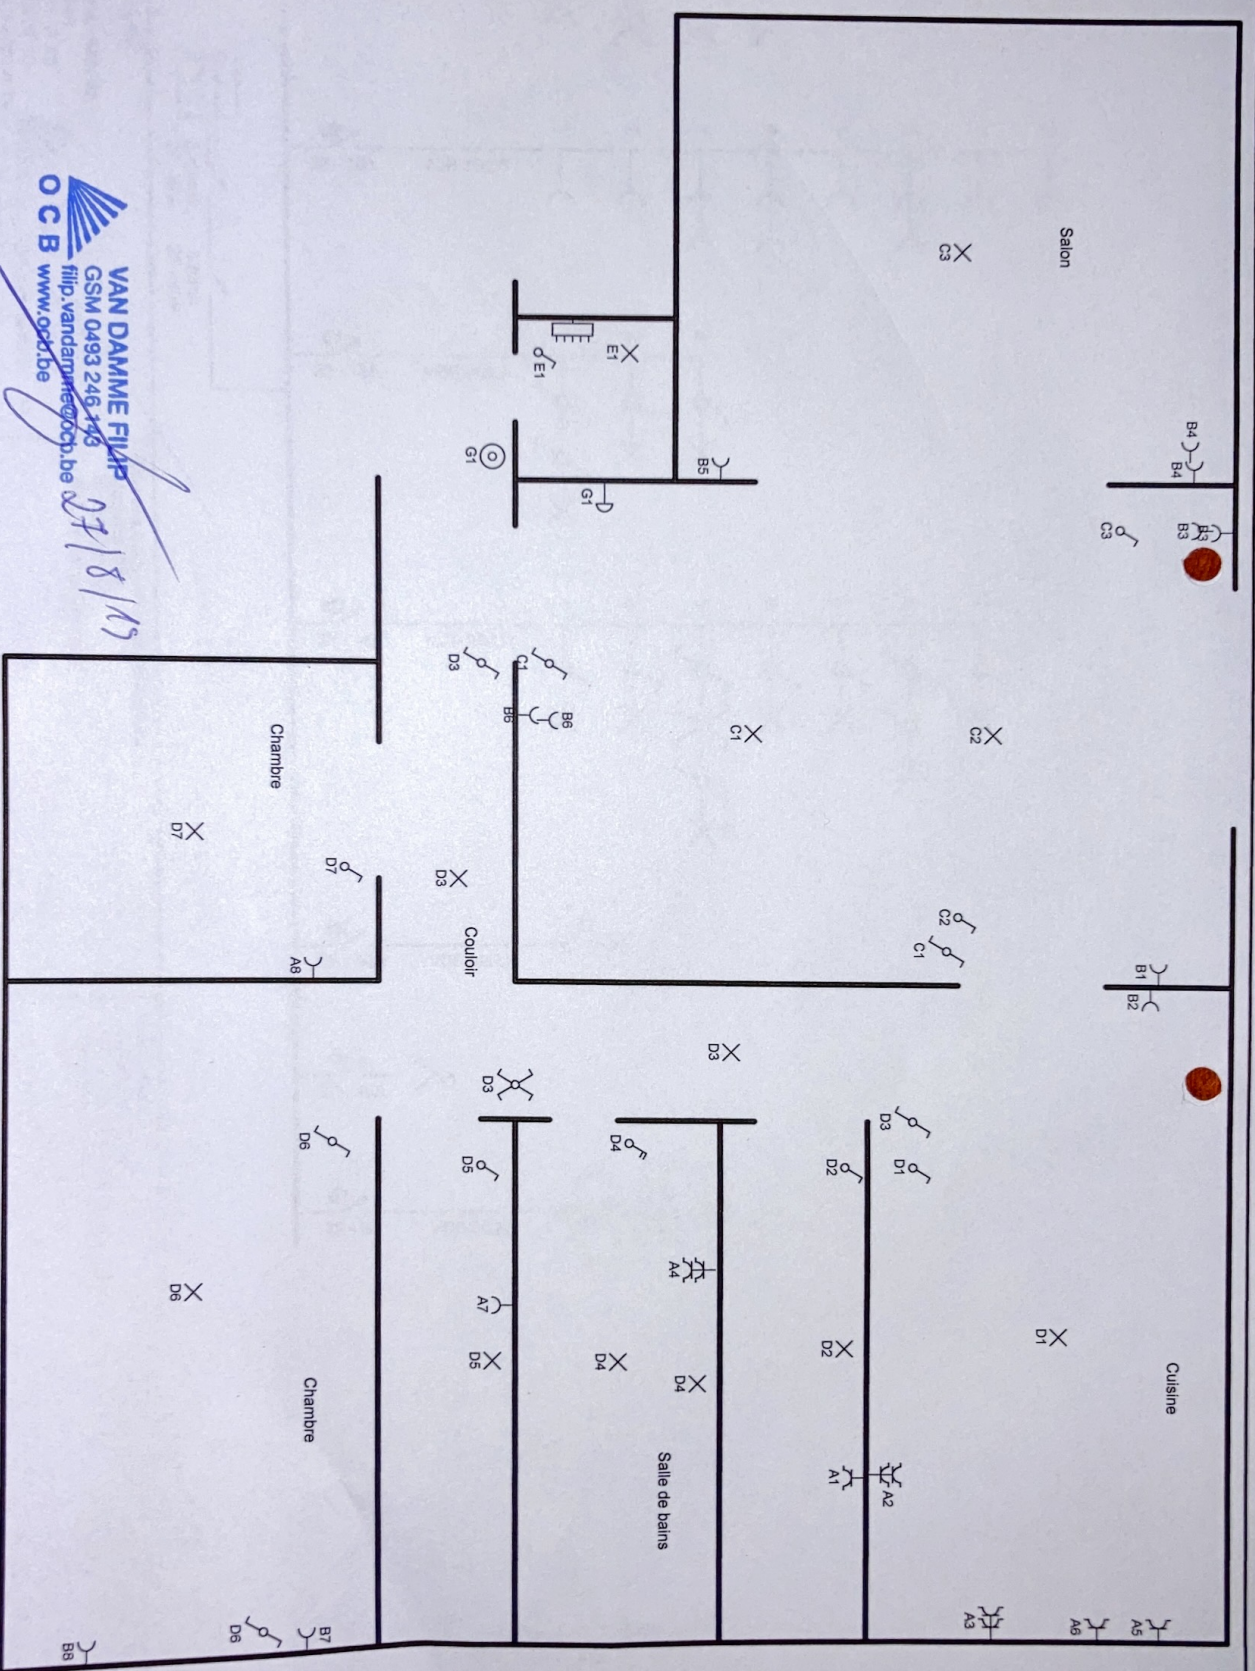 B4
B3
B3
B4
Cuisine
B1
A5
B2
C3
A6
Salon
D1
C2
A3
C3
C2
C1
D1
A2
D3
A1
D2
D2
C1
D3
B5
D4
A4
Salle de bains
D4
E1
D4
G1
B6
E1
C1
B6
D3
A7
D5
G1
Couloir
D5
D3
D3
D7
B7
Chambre
D6
A8
Chambre
D6
D7
D6
B8
VAN DAMME FILIP
GSM 0493 246 143
filip.vandamme@ocb.be 27/8/19
OCB www.ocb.be